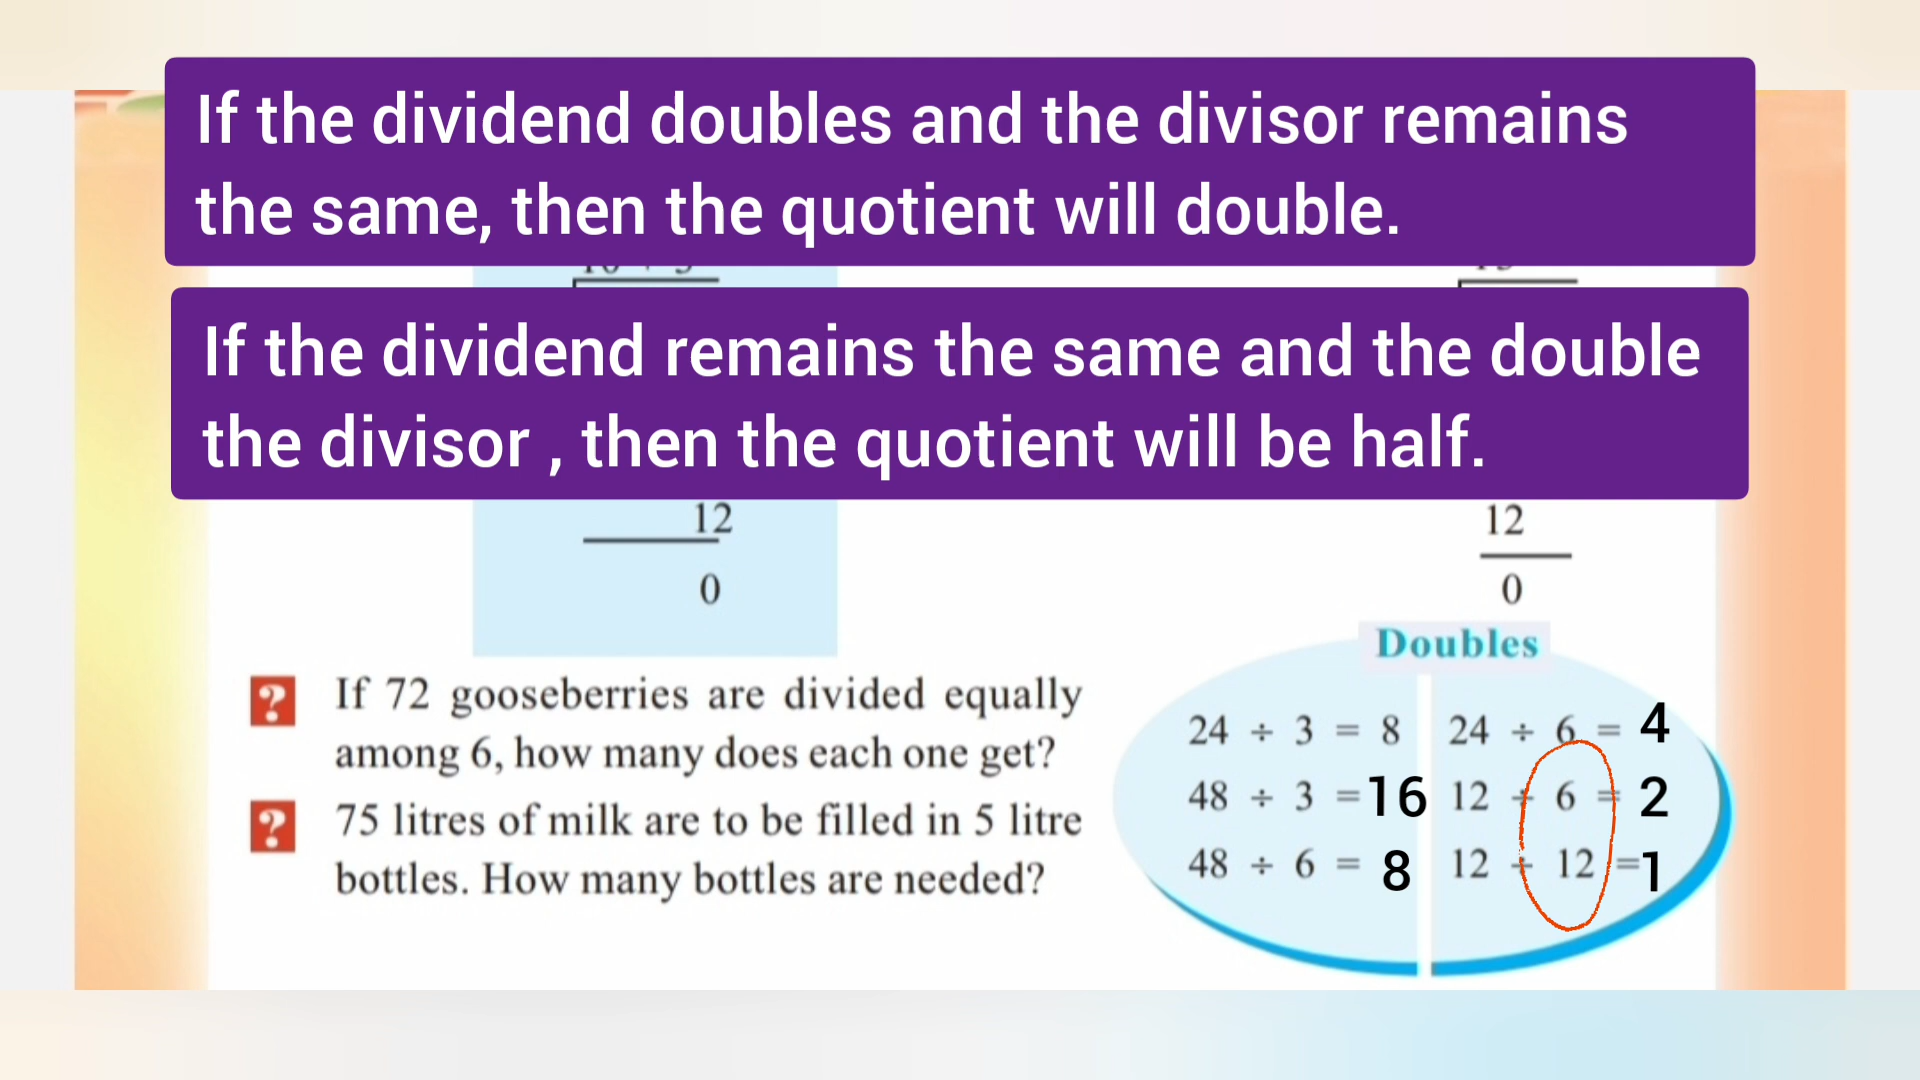 If the dividend doubles and the divisor remains
the same, then the quotient will double.
If the dividend remains the same and the double
the divisor , then the quotient will be half.
12
0
12
0
? If 72 gooseberries are divided equally
among 6, how many does each one get?
? 75 litres of milk are to be filled in 5 litre
bottles. How many bottles are needed?
Doubles
24 ÷ 3 = 8
48 ÷ 3 = 16
48 ÷ 6 = 8
24 ÷ 6 = 4
12 ÷ 6 = 2
12 ÷ 12 = 1